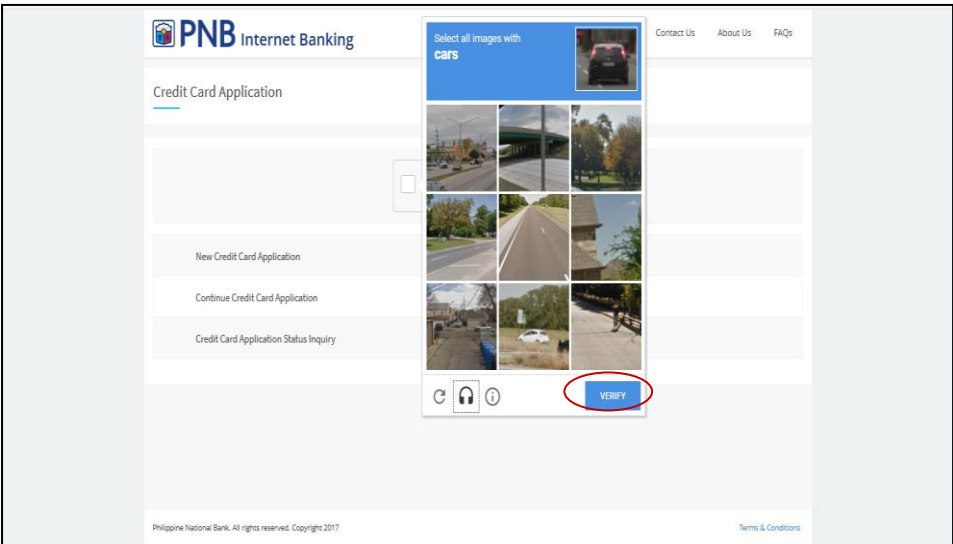 PNB Internet Banking
Contact Us About Us FAQs
Credit Card Application
Select all images with
cars
New Credit Card Application
Continue Credit Card Application
Credit Card Application Status Inquiry
VERIFY
Philippine National Bank. All rights reserved. Copyright 2017
Terms & Conditions